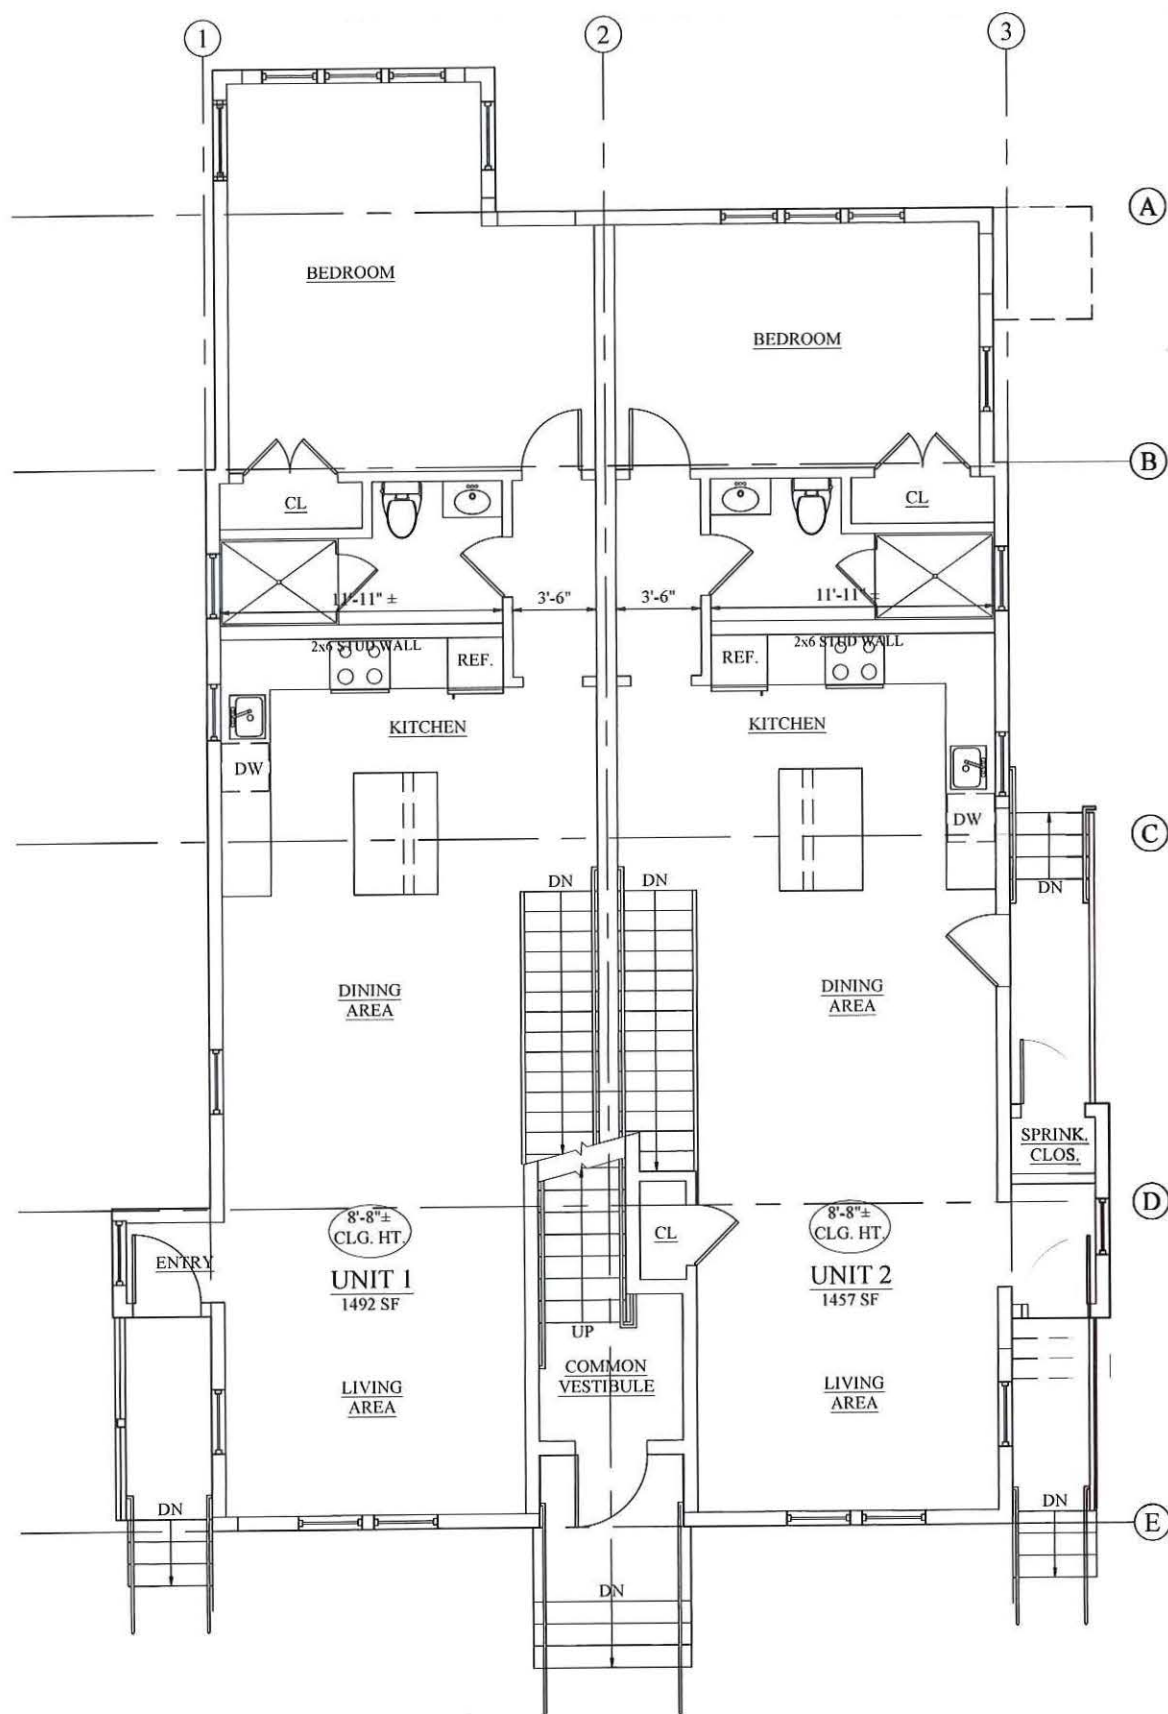 1
2
3
A
BEDROOM
BEDROOM
B
CL
CL
11'-11" ±
3'-6"
3'-6"
11'-11" ±
2x6 STUD WALL
REF.
REF.
2x6 STUD WALL
KITCHEN
KITCHEN
DW
DW
C
DN
DN
DN
DINING
AREA
DINING
AREA
SPRINK.
CLOS.
D
8'-8"±
CLG. HT.
CL
8'-8"±
CLG. HT.
ENTRY
UNIT 1
1492 SF
UNIT 2
1457 SF
UP
COMMON
VESTIBULE
LIVING
AREA
LIVING
AREA
DN
DN
E
DN